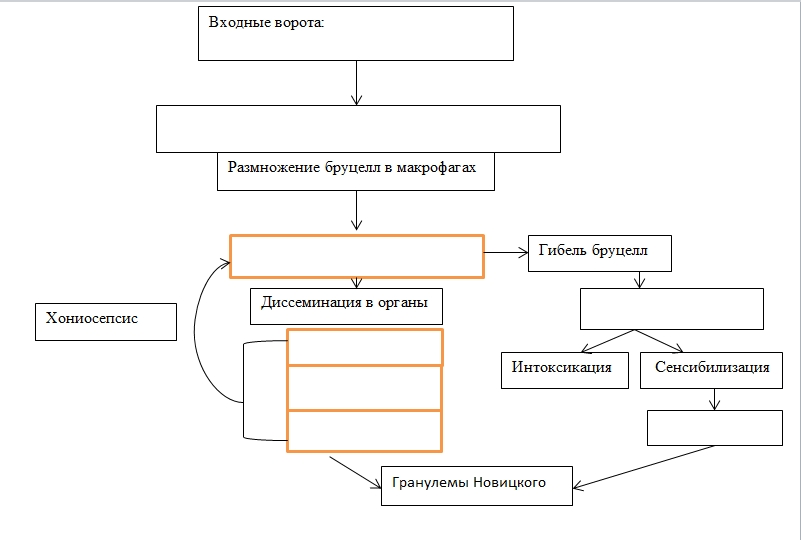 Входные ворота:
Размножение бруцелл в макрофагах
Гибель бруцелл
Диссеминация в органы
Хониосепсис
Интоксикация
Сенсибилизация
Гранулемы Новицкого